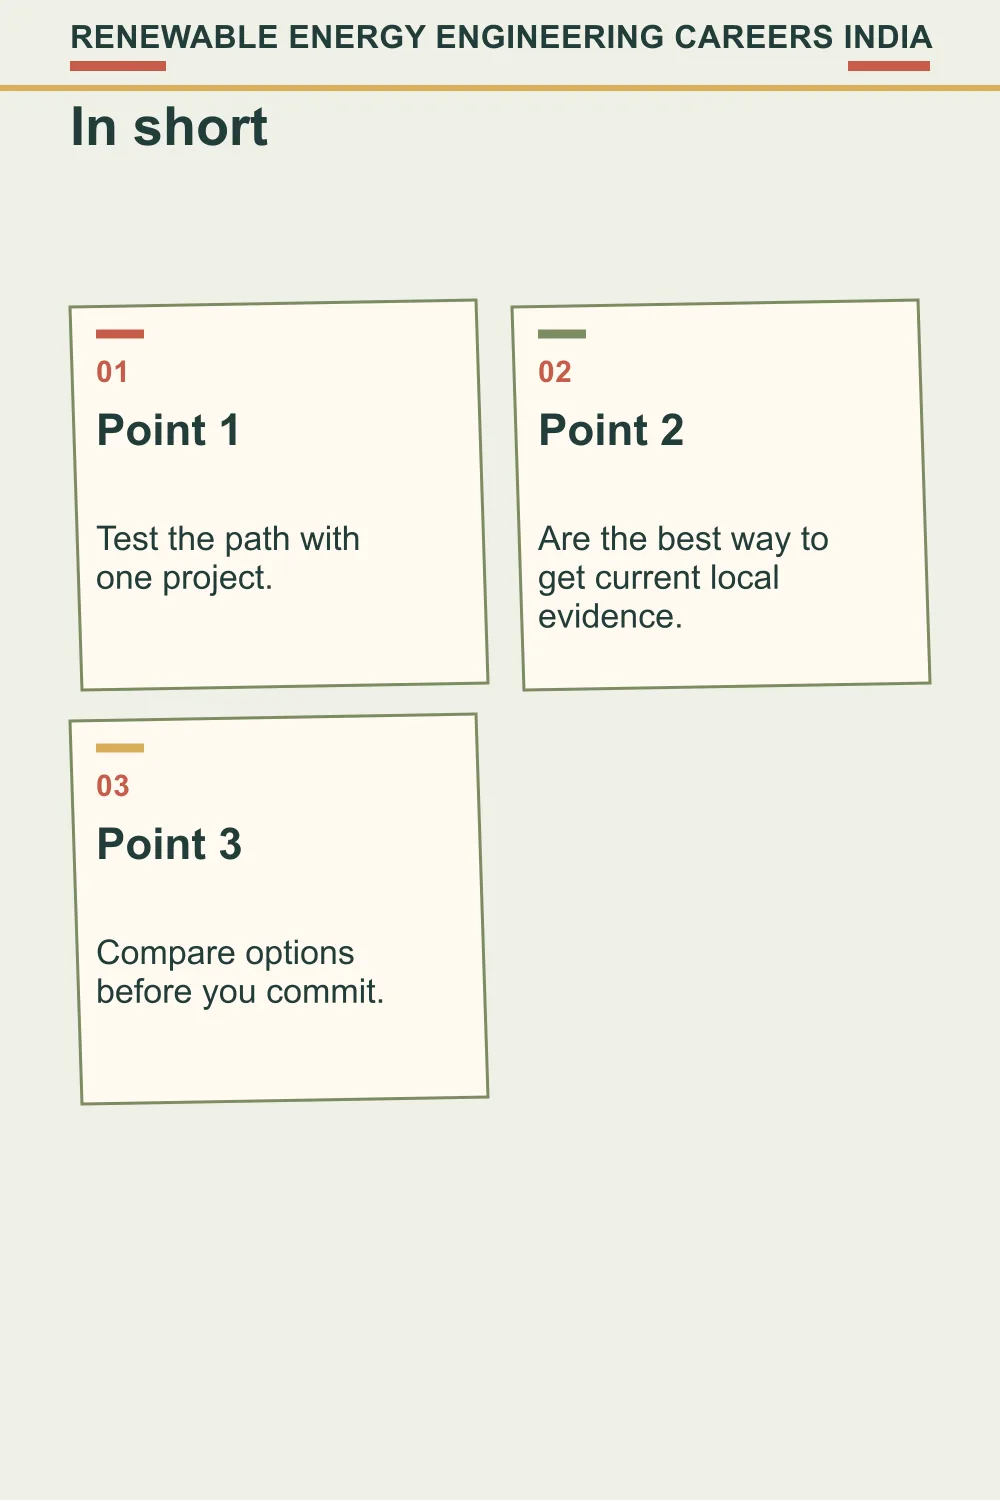 RENEWABLE ENERGY ENGINEERING CAREERS INDIA
In short
01
Point 1
Test the path with
one project.
02
Point 2
Are the best way to
get current local
evidence.
03
Point 3
Compare options
before you commit.